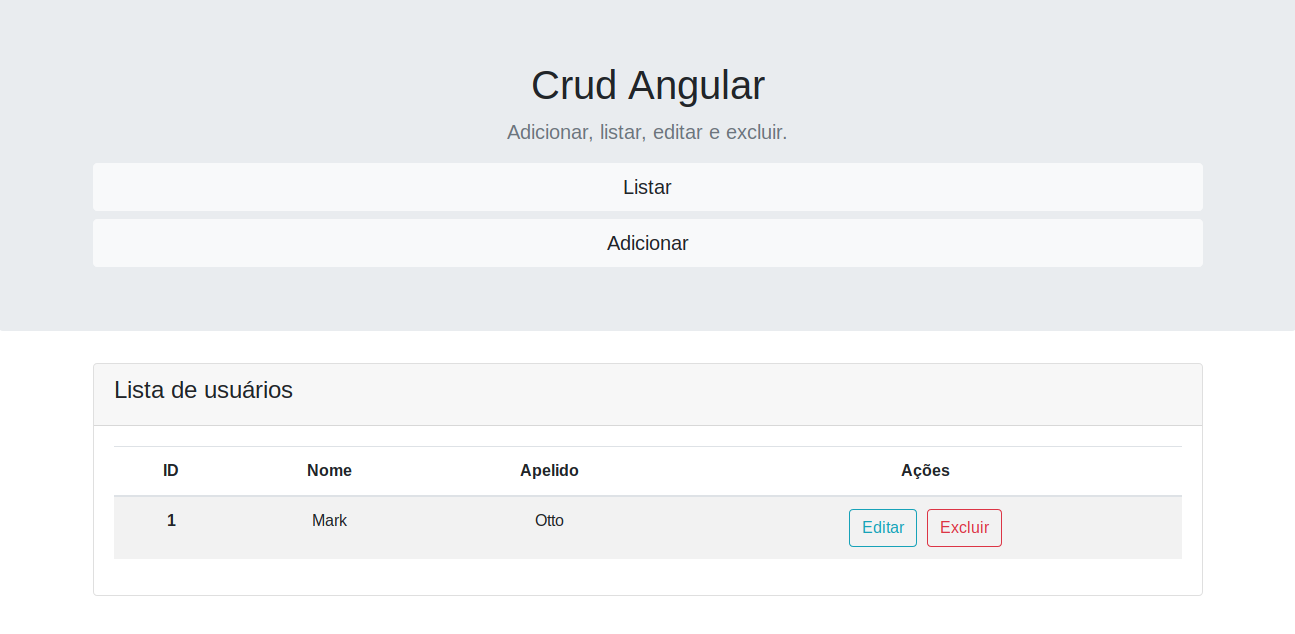 Crud Angular
Adicionar, listar, editar e excluir.
Listar
Adicionar
Lista de usuários
ID Nome Apelido Ações
1 Mark Otto Editar Excluir